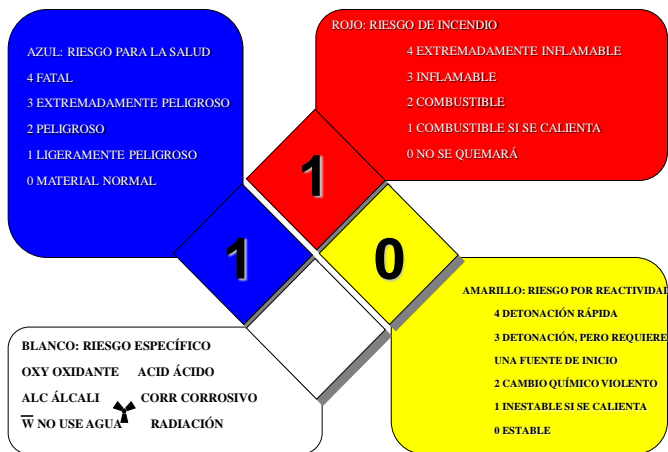 AZUL: RIESGO PARA LA SALUD
4 FATAL
3 EXTREMADAMENTE PELIGROSO
2 PELIGROSO
1 LIGERAMENTE PELIGROSO
0 MATERIAL NORMAL
ROJO: RIESGO DE INCENDIO
4 EXTREMADAMENTE INFLAMABLE
3 INFLAMABLE
2 COMBUSTIBLE
1 COMBUSTIBLE SI SE CALIENTA
0 NO SE QUEMARÁ
1
1
0
BLANCO: RIESGO ESPECÍFICO
OXY OXIDANTE ACID ÁCIDO
ALC ÁLCALI CORR CORROSIVO
W̅ NO USE AGUA RADIACIÓN
AMARILLO: RIESGO POR REACTIVIDAD
4 DETONACIÓN RÁPIDA
3 DETONACIÓN, PERO REQUIERE
UNA FUENTE DE INICIO
2 CAMBIO QUÍMICO VIOLENTO
1 INESTABLE SI SE CALIENTA
0 ESTABLE